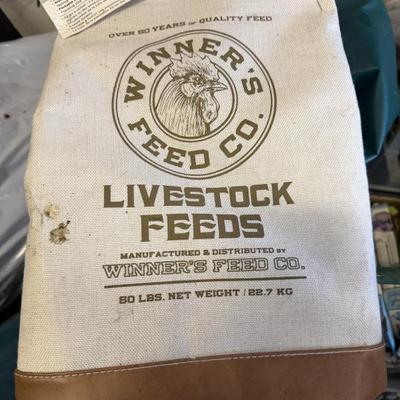 OVER 80 YEARS OF QUALITY FEED
WINNER'S
FEED CO.
LIVESTOCK
FEEDS
MANUFACTURED & DISTRIBUTED BY
WINNER'S FEED CO.
50 LBS. NET WEIGHT / 22.7 KG